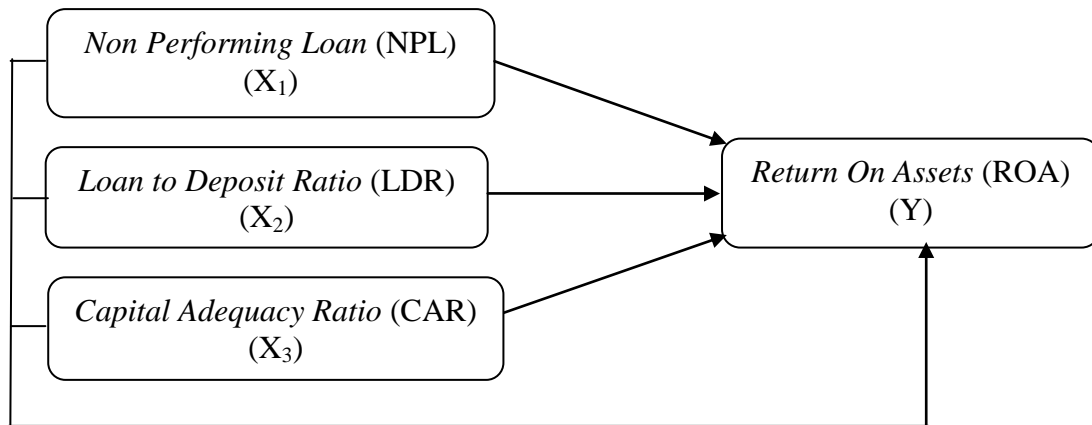 Non Performing Loan (NPL)
(X₁)
Loan to Deposit Ratio (LDR)
(X₂)
Capital Adequacy Ratio (CAR)
(X₃)
Return On Assets (ROA)
(Y)